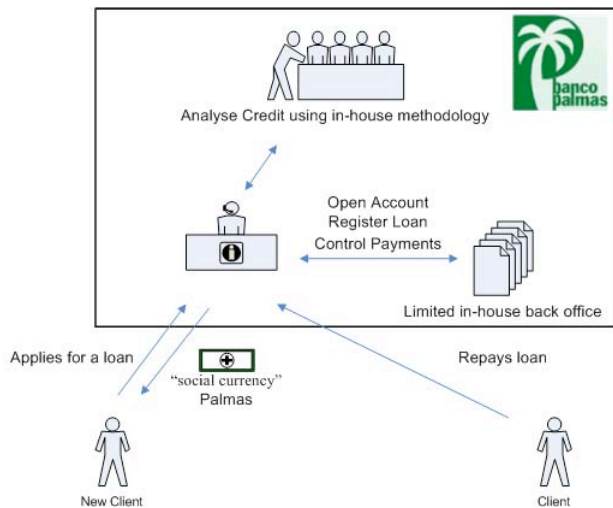 banco
palmas
Analyse Credit using in-house methodology
Open Account
Register Loan
Control Payments
Limited in-house back office
Applies for a loan
Repays loan
“social currency”
Palmas
New Client
Client